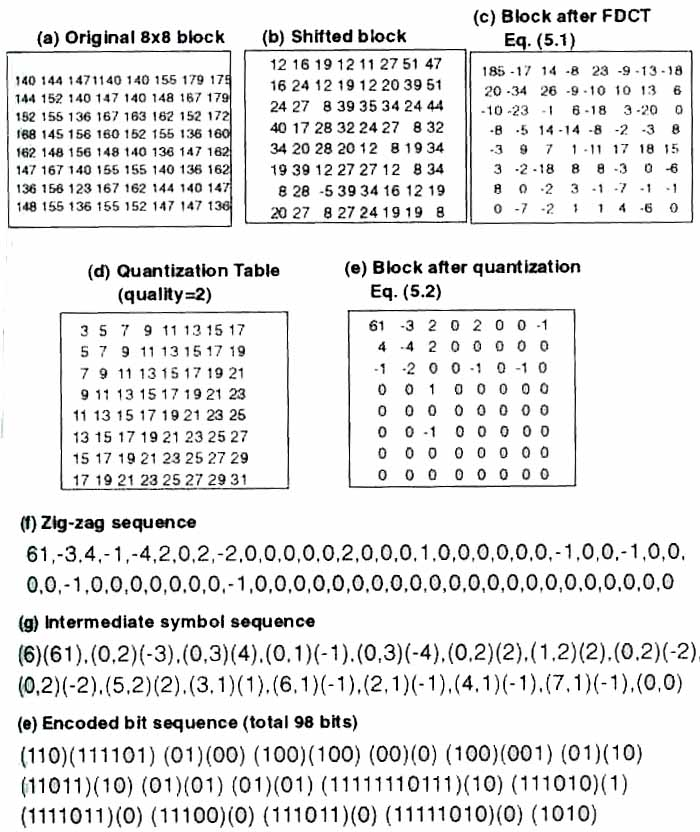 (a) Original 8x8 block
140 144 1471140 140 155 179 175
144 152 140 147 140 148 167 179
152 155 136 167 163 162 152 172
168 145 156 160 152 155 136 160
162 148 156 148 140 136 147 162
147 167 140 155 155 140 136 162
136 156 123 167 162 144 140 147
148 155 136 155 152 147 147 136
(b) Shifted block
12 16 19 12 11 27 51 47
16 24 12 19 12 20 39 51
24 27 8 39 35 34 24 44
40 17 28 32 24 27 8 32
34 20 28 20 12 8 19 34
19 39 12 27 27 12 8 34
8 28 -5 39 34 16 12 19
20 27 8 27 24 19 19 8
(c) Block after FDCT
Eq. (5.1)
185 -17 14 -8 23 -9 -13 -18
20 -34 26 -9 -10 10 13 6
-10 -23 -1 6 -18 3 -20 0
-8 -5 14 -14 -8 -2 -3 8
-3 9 7 1 -11 17 18 15
3 -2 -18 8 8 -3 0 -6
8 0 -2 3 -1 -7 -1 -1
0 -7 -2 1 1 4 -6 0
(d) Quantization Table
(quality=2)
3 5 7 9 11 13 15 17
5 7 9 11 13 15 17 19
7 9 11 13 15 17 19 21
9 11 13 15 17 19 21 23
11 13 15 17 19 21 23 25
13 15 17 19 21 23 25 27
15 17 19 21 23 25 27 29
17 19 21 23 25 27 29 31
(e) Block after quantization
Eq. (5.2)
61 -3 2 0 2 0 0 -1
4 -4 2 0 0 0 0 0
-1 -2 0 0 -1 0 -1 0
0 0 1 0 0 0 0 0
0 0 0 0 0 0 0 0
0 0 -1 0 0 0 0 0
0 0 0 0 0 0 0 0
0 0 0 0 0 0 0 0
(f) Zig-zag sequence
61,-3,4,-1,-4,2,0,2,-2,0,0,0,0,0,2,0,0,0,1,0,0,0,0,0,0,-1,0,0,-1,0,0,
0,0,-1,0,0,0,0,0,0,0,-1,0,0,0,0,0,0,0,0,0,0,0,0,0,0,0,0,0,0,0,0,0
(g) Intermediate symbol sequence
(6)(61),(0,2)(-3),(0,3)(4),(0,1)(-1),(0,3)(-4),(0,2)(2),(1,2)(2),(0,2)(-2),
(0,2)(-2),(5,2)(2),(3,1)(1),(6,1)(-1),(2,1)(-1),(4,1)(-1),(7,1)(-1),(0,0)
(e) Encoded bit sequence (total 98 bits)
(110)(111101) (01)(00) (100)(100) (00)(0) (100)(001) (01)(10)
(11011)(10) (01)(01) (01)(01) (11111110111)(10) (111010)(1)
(1111011)(0) (11100)(0) (111011)(0) (11111010)(0) (1010)